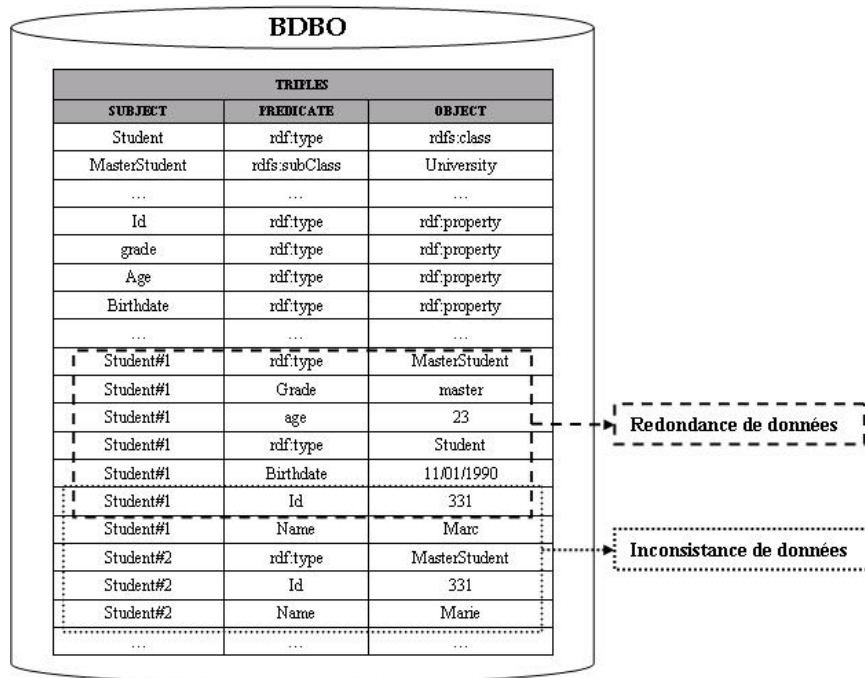 BDBO
TRIPLES
SUBJECT PREDICATE OBJECT
Student rdf:type rdfs:class
MasterStudent rdfs:subClass University
... ... ...
Id rdf:type rdf:property
grade rdf:type rdf:property
Age rdf:type rdf:property
Birthdate rdf:type rdf:property
... ... ...
Student#1 rdf:type MasterStudent
Student#1 Grade master
Student#1 age 23
Student#1 rdf:type Student
Student#1 Birthdate 11/01/1990
Student#1 Id 331
Student#1 Name Marc
Student#2 rdf:type MasterStudent
Student#2 Id 331
Student#2 Name Marie
... ... ...
Redondance de données
Inconsistance de données